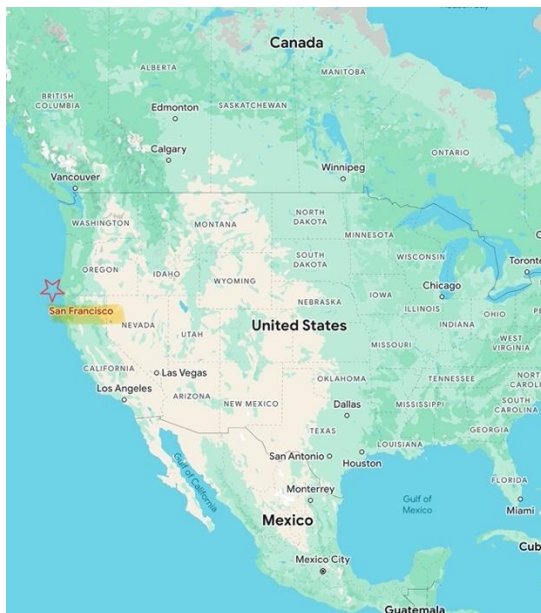 Canada
ALBERTA
MANITOBA
BRITISH
COLUMBIA
Edmonton
SASKATCHEWAN
Calgary
ONTARIO
Winnipeg
Vancouver
WASHINGTON
MONTANA
NORTH
DAKOTA
MINNESOTA
SOUTH
DAKOTA
WISCONSIN
Toronto
OREGON
IDAHO
WYOMING
Chicago
IOWA
NEBRASKA
San Francisco
ILLINOIS
OHIO
NEVADA
United States
INDIANA
UTAH
WEST
VIRGINIA
MISSOURI
CALIFORNIA
Las Vegas
OKLAHOMA
TENNESSEE
Los Angeles
ARIZONA
NEW MEXICO
Dallas
MISSISSIPPI
SOUTH
CAROLINA
TEXAS
GEORGIA
LOUISIANA
San Antonio
Houston
Gulf of California
FLORIDA
Monterrey
Gulf of
Mexico
Miami
Mexico
Cub
Mexico City
Guatemala